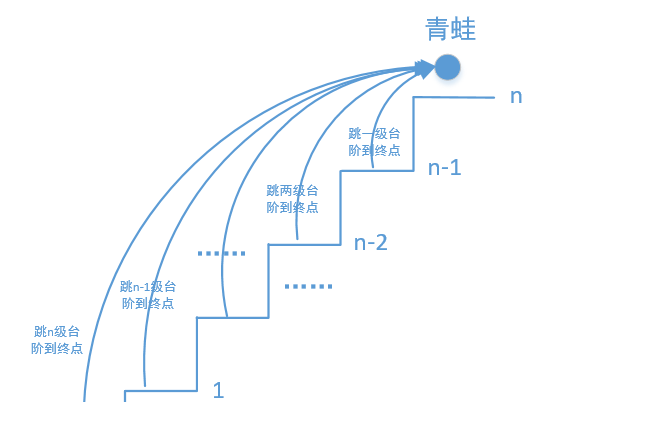 青蛙
n
跳一级台
阶到终点
n-1
跳两级台
阶到终点
n-2
跳n-1级台
阶到终点
跳n级台
阶到终点
1